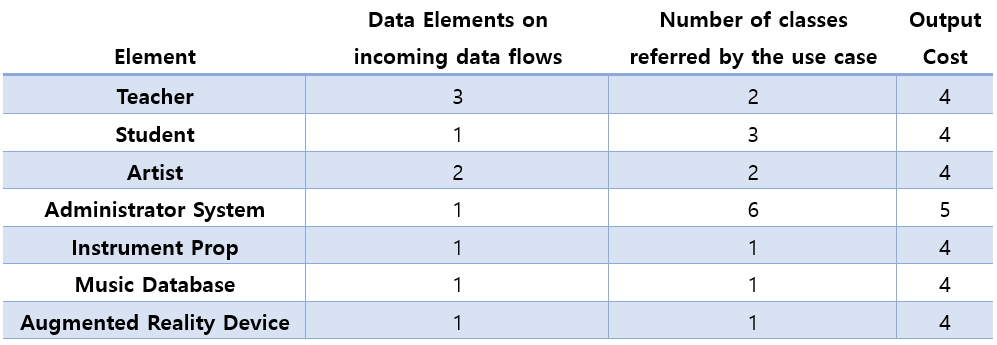 Element Data Elements on incoming data flows Number of classes referred by the use case Output Cost
Teacher 3 2 4
Student 1 3 4
Artist 2 2 4
Administrator System 1 6 5
Instrument Prop 1 1 4
Music Database 1 1 4
Augmented Reality Device 1 1 4